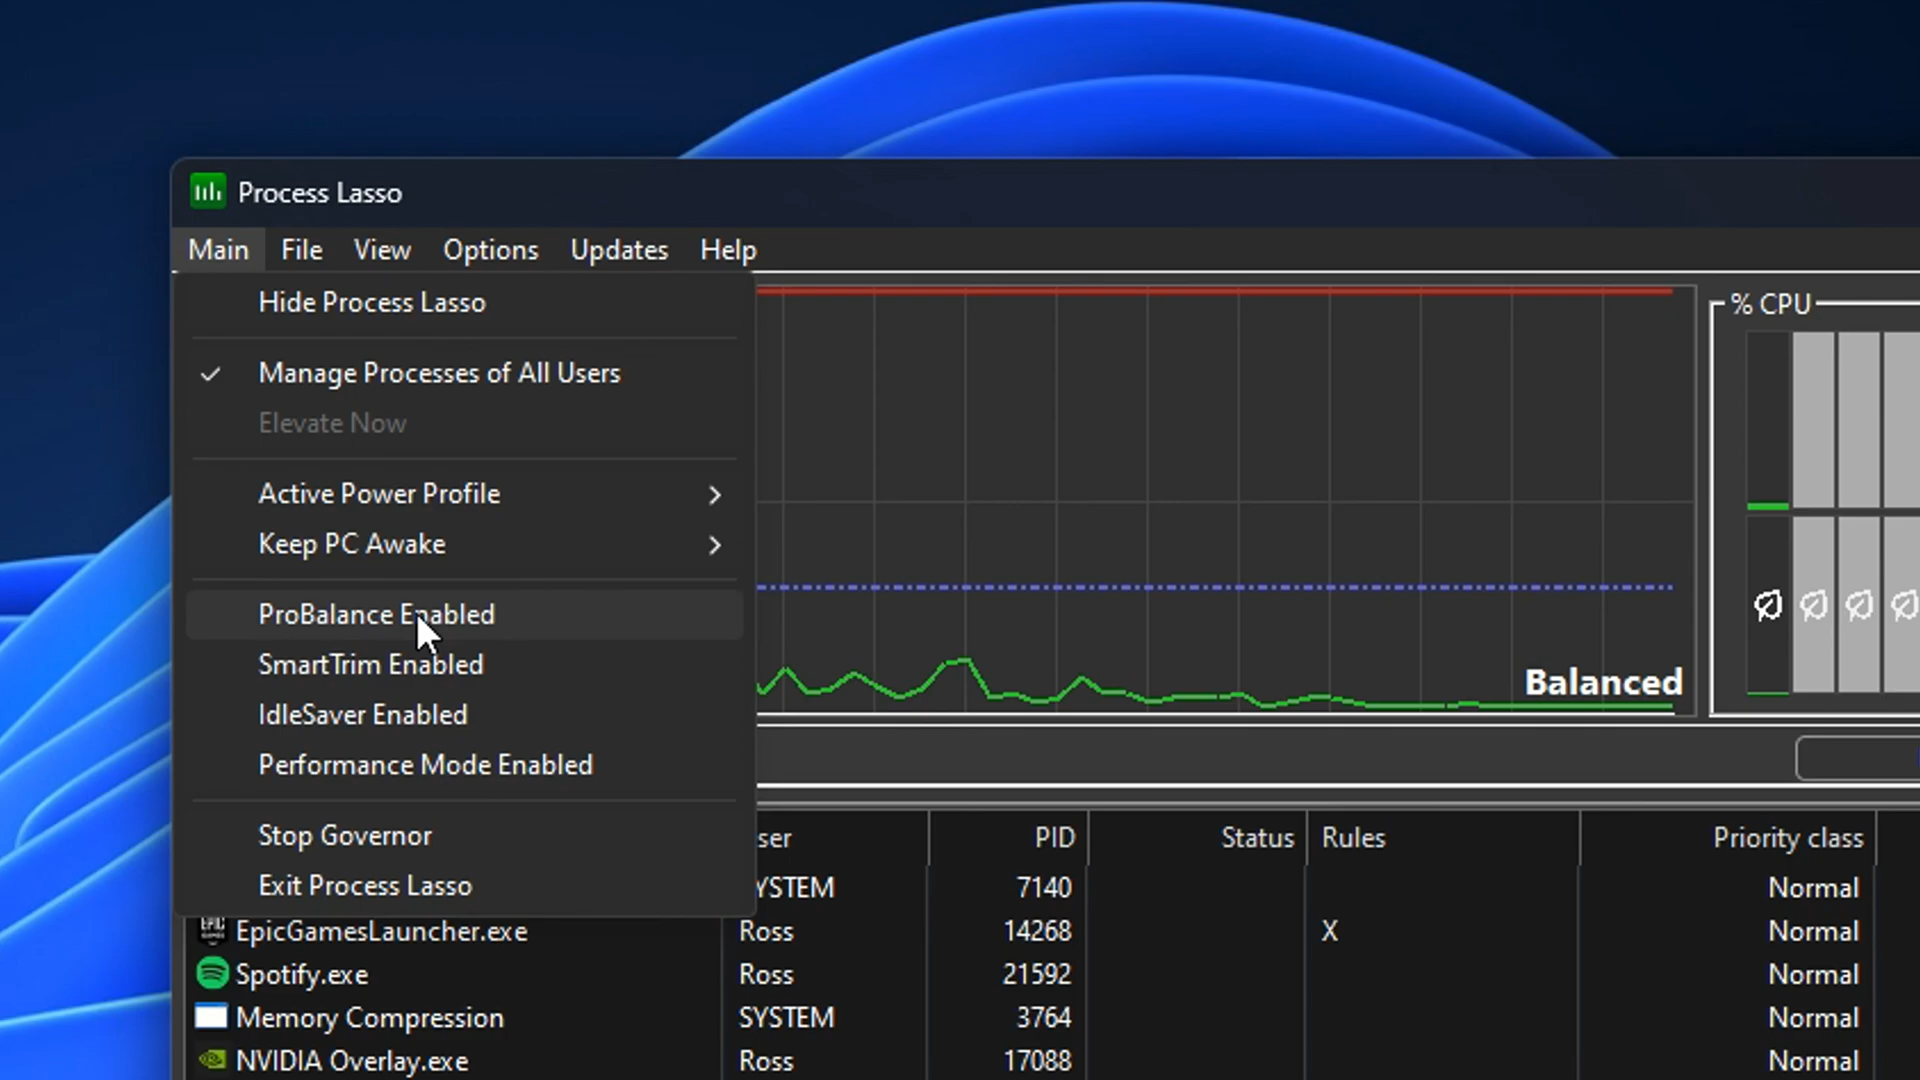 Process Lasso
Main File View Options Updates Help
Hide Process Lasso
Manage Processes of All Users
Elevate Now
Active Power Profile
Keep PC Awake
ProBalance Enabled
SmartTrim Enabled
IdleSaver Enabled
Performance Mode Enabled
Stop Governor
Exit Process Lasso
% CPU
Balanced
ser PID Status Rules Priority class
YSTEM 7140 Normal
EpicGamesLauncher.exe Ross 14268 X Normal
Spotify.exe Ross 21592 Normal
Memory Compression SYSTEM 3764 Normal
NVIDIA Overlay.exe Ross 17088 Normal